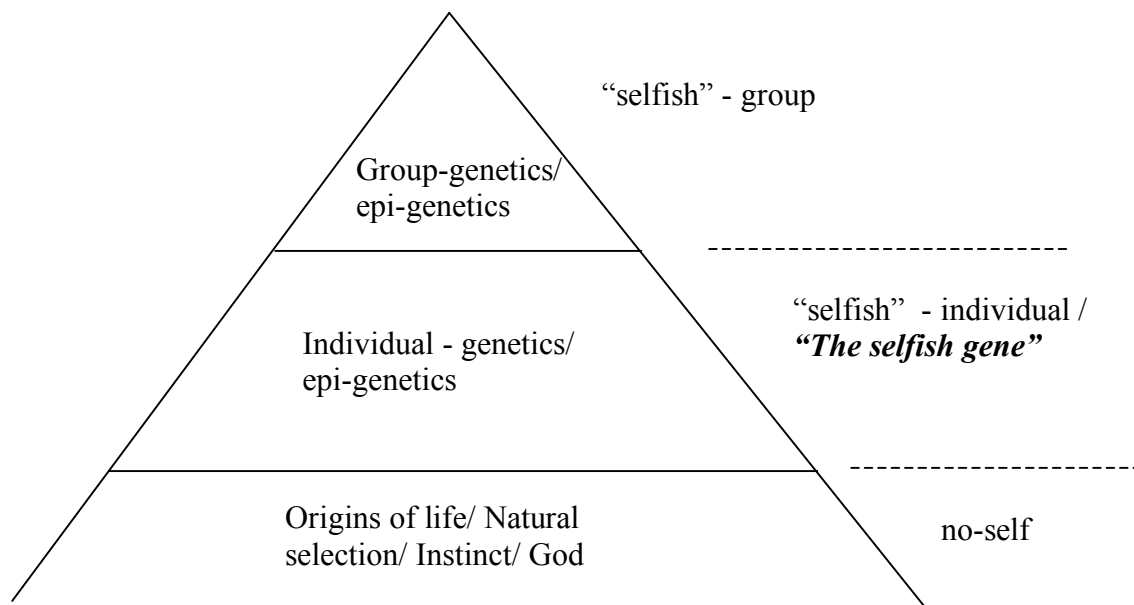 “selfish” - group
Group-genetics/
epi-genetics
“selfish”  - individual /
“The selfish gene”
Individual - genetics/
epi-genetics
Origins of life/ Natural
selection/ Instinct/ God
no-self